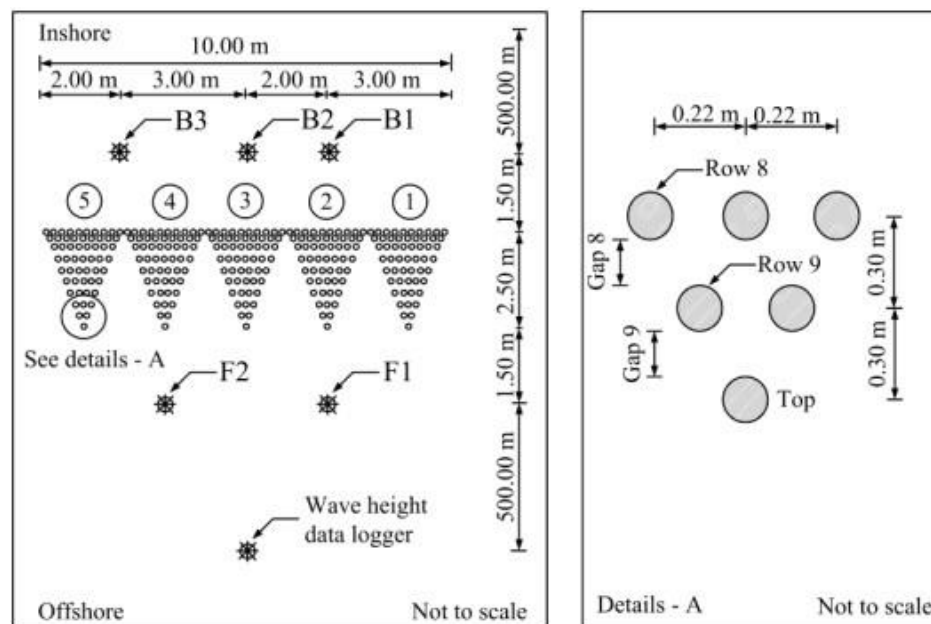 Inshore
10.00 m
2.00 m
3.00 m
2.00 m
3.00 m
B3
B2
B1
5
4
3
2
1
See details - A
F2
F1
Wave height
data logger
Offshore
Not to scale
500.00 m
1.50 m
2.50 m
1.50 m
500.00 m
0.22 m
0.22 m
Row 8
Gap 8
Row 9
Gap 9
Top
0.30 m
0.30 m
Details - A
Not to scale